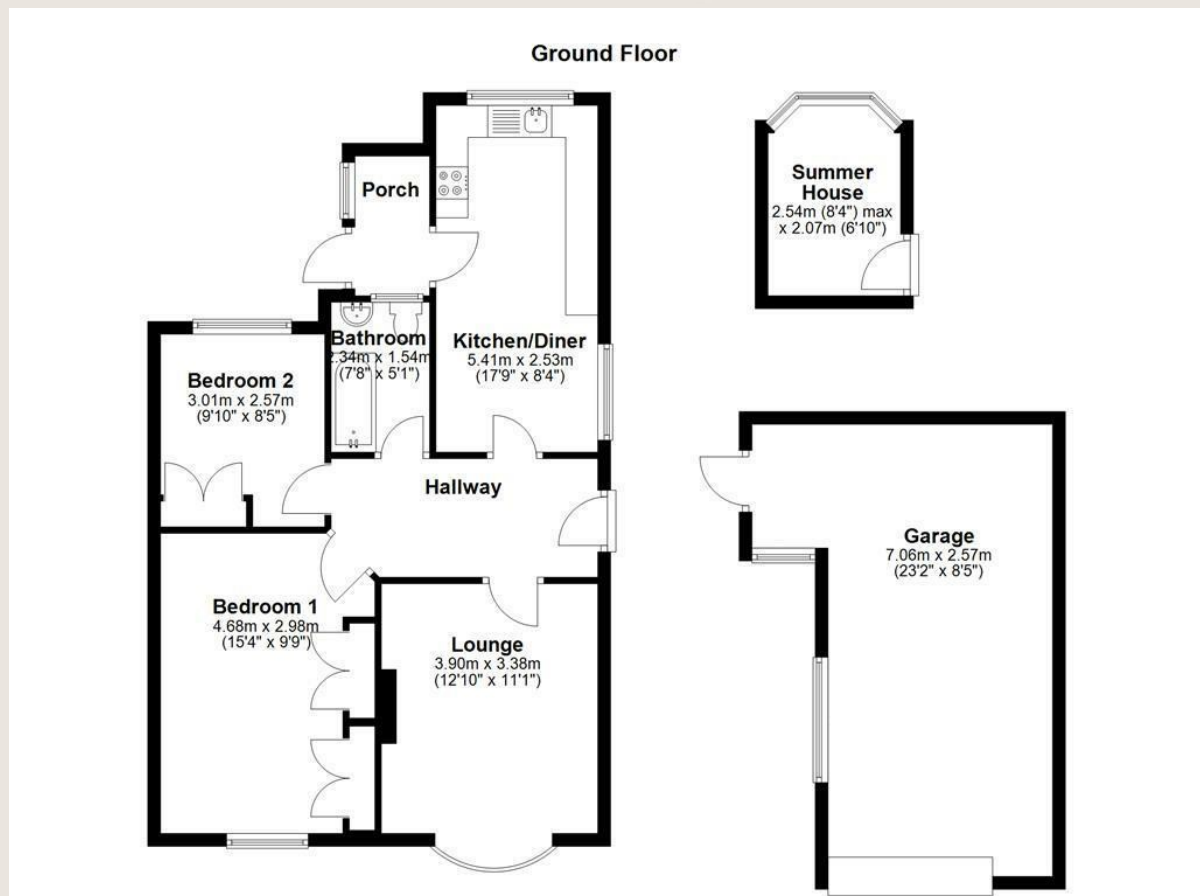 Ground Floor
Porch
Summer
House
2.54m (8'4") max
x 2.07m (6'10")
Bathroom
2.34m x 1.54m
(7'8" x 5'1")
Kitchen/Diner
5.41m x 2.53m
(17'9" x 8'4")
Bedroom 2
3.01m x 2.57m
(9'10" x 8'5")
Hallway
Garage
7.06m x 2.57m
(23'2" x 8'5")
Bedroom 1
4.68m x 2.98m
(15'4" x 9'9")
Lounge
3.90m x 3.38m
(12'10" x 11'1")